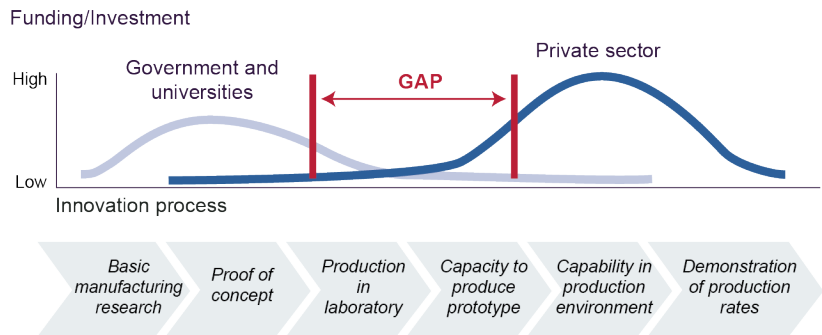 Funding/Investment
Private sector
Government and
universities
GAP
High
Low
Innovation process
Basic
manufacturing
research
Proof of
concept
Production
in
laboratory
Capacity to
produce
prototype
Capability in
production
environment
Demonstration
of production
rates